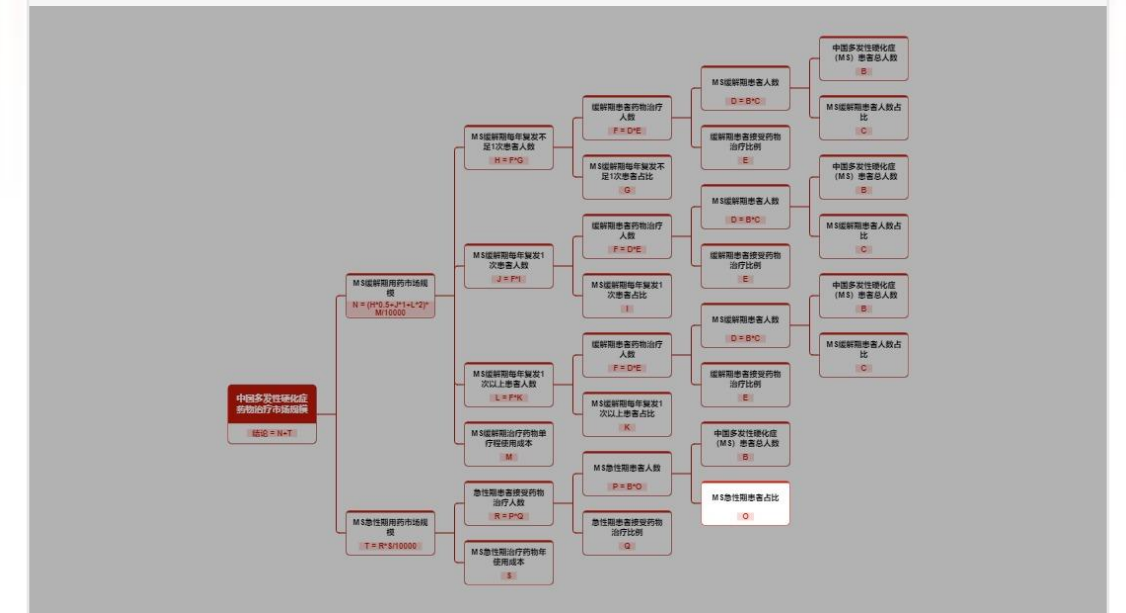 中国多发性硬化症
药物治疗市场规模
结论 = N+T
MS缓解期用药市场规
模
N = (H*0.5+J*1+L*2)*
M/10000
MS急性期用药市场规
模
T = R*S/10000
MS缓解期每年复发不
足1次患者人数
H = F*G
MS缓解期每年复发1
次患者人数
J = F*I
MS缓解期每年复发1
次以上患者人数
L = F*K
MS缓解期治疗药物单
疗程使用成本
M
急性期患者接受药物
治疗人数
R = P*Q
MS急性期治疗药物年
使用成本
S
缓解期患者药物治疗
人数
F = D*E
MS缓解期每年复发不
足1次患者占比
G
缓解期患者药物治疗
人数
F = D*E
MS缓解期每年复发1
次患者占比
I
缓解期患者药物治疗
人数
F = D*E
MS缓解期每年复发1
次以上患者占比
K
MS急性期患者人数
P = B*O
急性期患者接受药物
治疗比例
Q
MS缓解期患者人数
D = B*C
缓解期患者接受药物
治疗比例
E
MS缓解期患者人数
D = B*C
缓解期患者接受药物
治疗比例
E
MS缓解期患者人数
D = B*C
缓解期患者接受药物
治疗比例
E
中国多发性硬化症
(MS)患者总人数
B
MS急性期患者占比
O
中国多发性硬化症
(MS)患者总人数
B
MS缓解期患者人数占
比
C
中国多发性硬化症
(MS)患者总人数
B
MS缓解期患者人数占
比
C
中国多发性硬化症
(MS)患者总人数
B
MS缓解期患者人数占
比
C